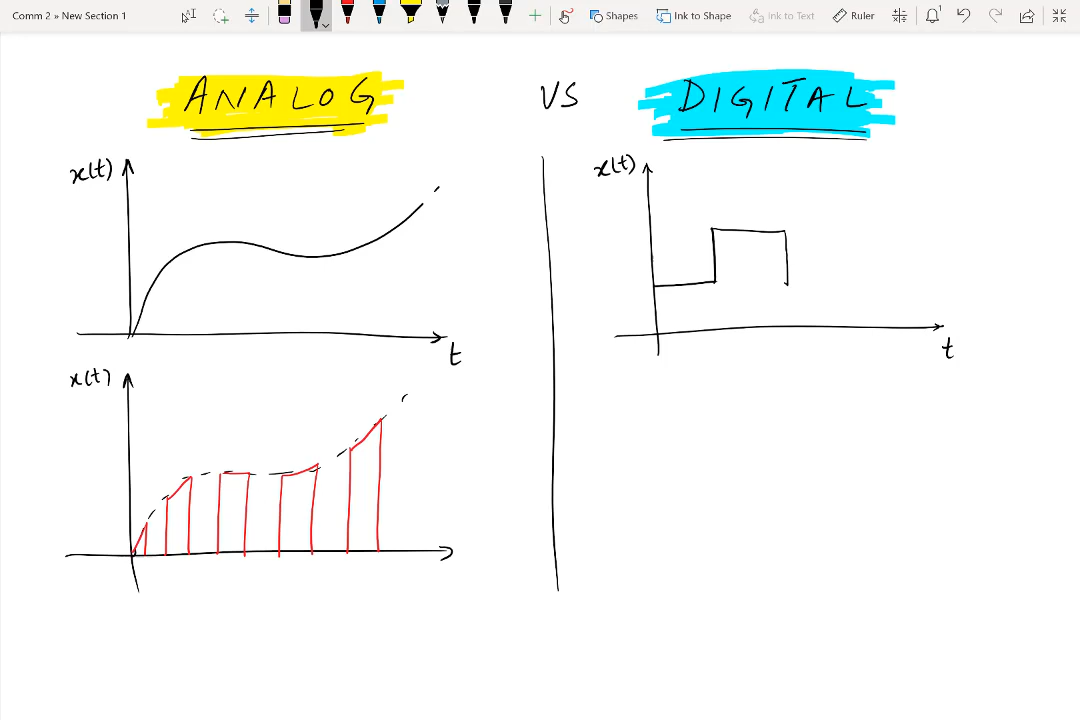 Comm 2 » New Section 1
Shapes
Ink to Shape
Ink to Text
Ruler
ANALOG VS DIGITAL
x(t)
t
x(t)
x(t)
t